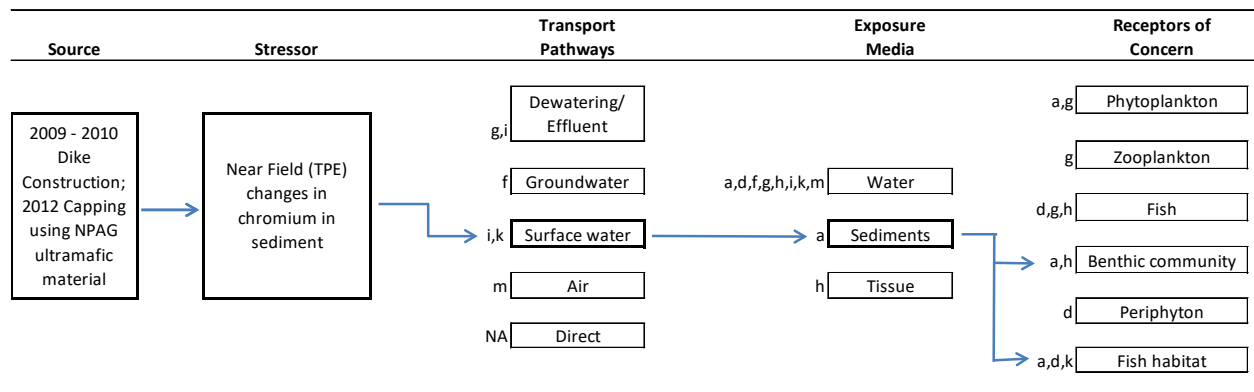 Source
Stressor
Transport
Pathways
Exposure
Media
Receptors of
Concern
2009 - 2010
Dike
Construction;
2012 Capping
using NPAG
ultramafic
material
Near Field (TPE)
changes in
chromium in
sediment
g,i
Dewatering/
Effluent
f Groundwater
i,k Surface water
m Air
NA Direct
a,d,f,g,h,i,k,m Water
a Sediments
h Tissue
a,g Phytoplankton
g Zooplankton
d,g,h Fish
a,h Benthic community
d Periphyton
a,d,k Fish habitat